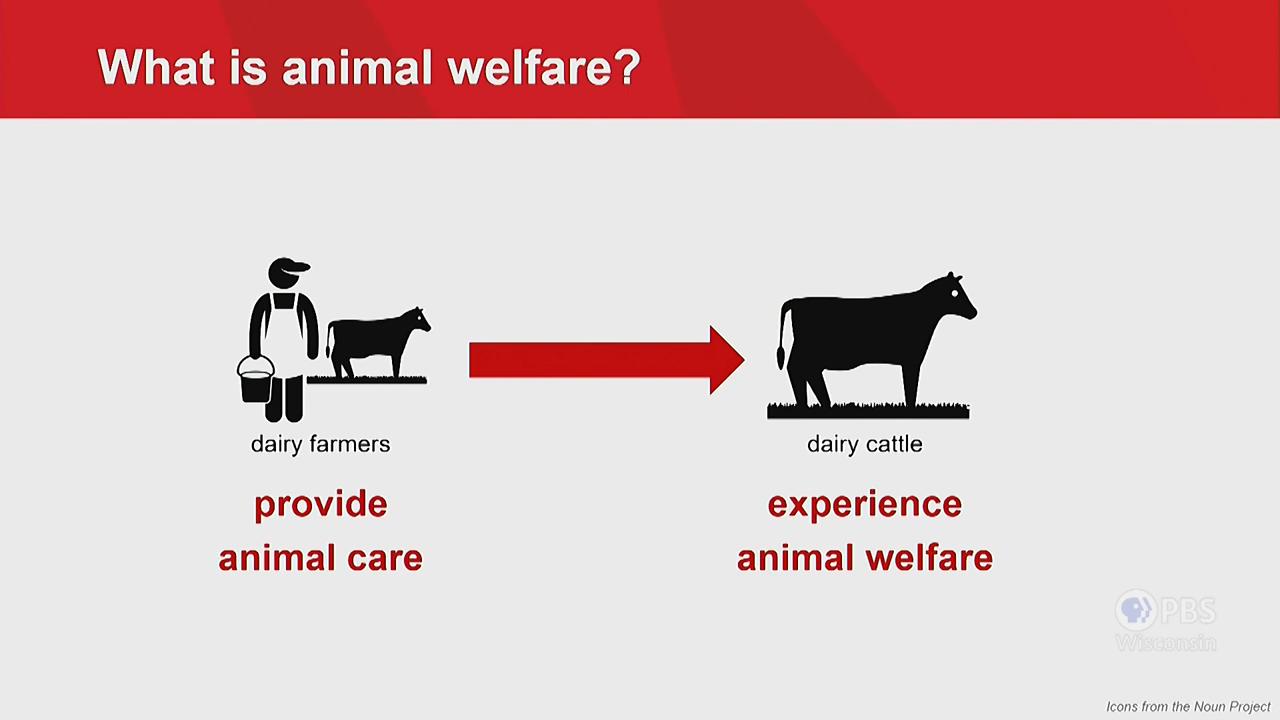 What is animal welfare?
dairy farmers
provide
animal care
dairy cattle
experience
animal welfare
PBS
Wisconsin
Icons from the Noun Project